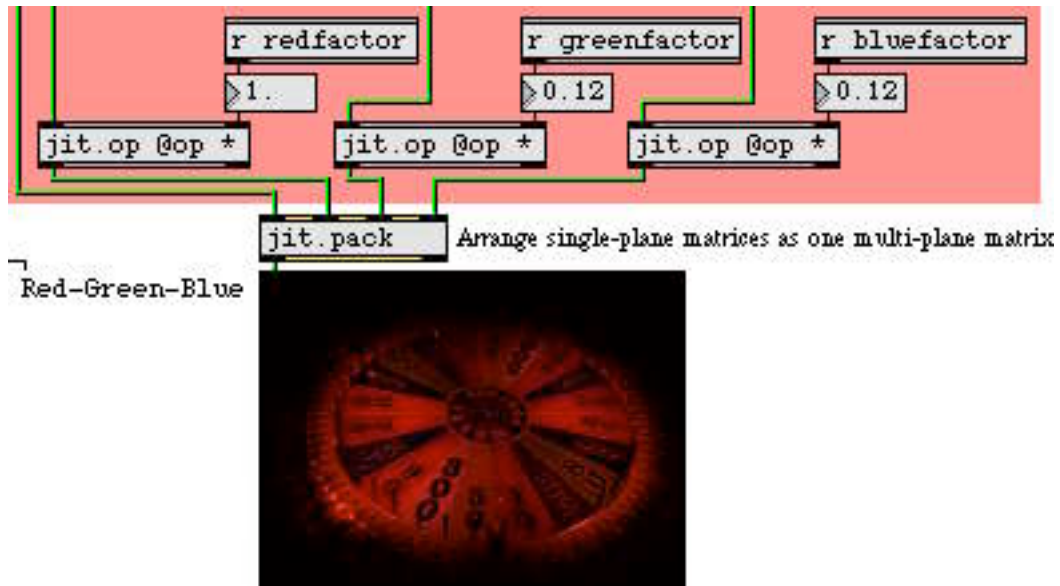 r redfactor
r greenfactor
r bluefactor
1.
0.12
0.12
jit.op @op *
jit.op @op *
jit.op @op *
jit.pack
Arrange single-plane matrices as one multi-plane matrix
Red-Green-Blue